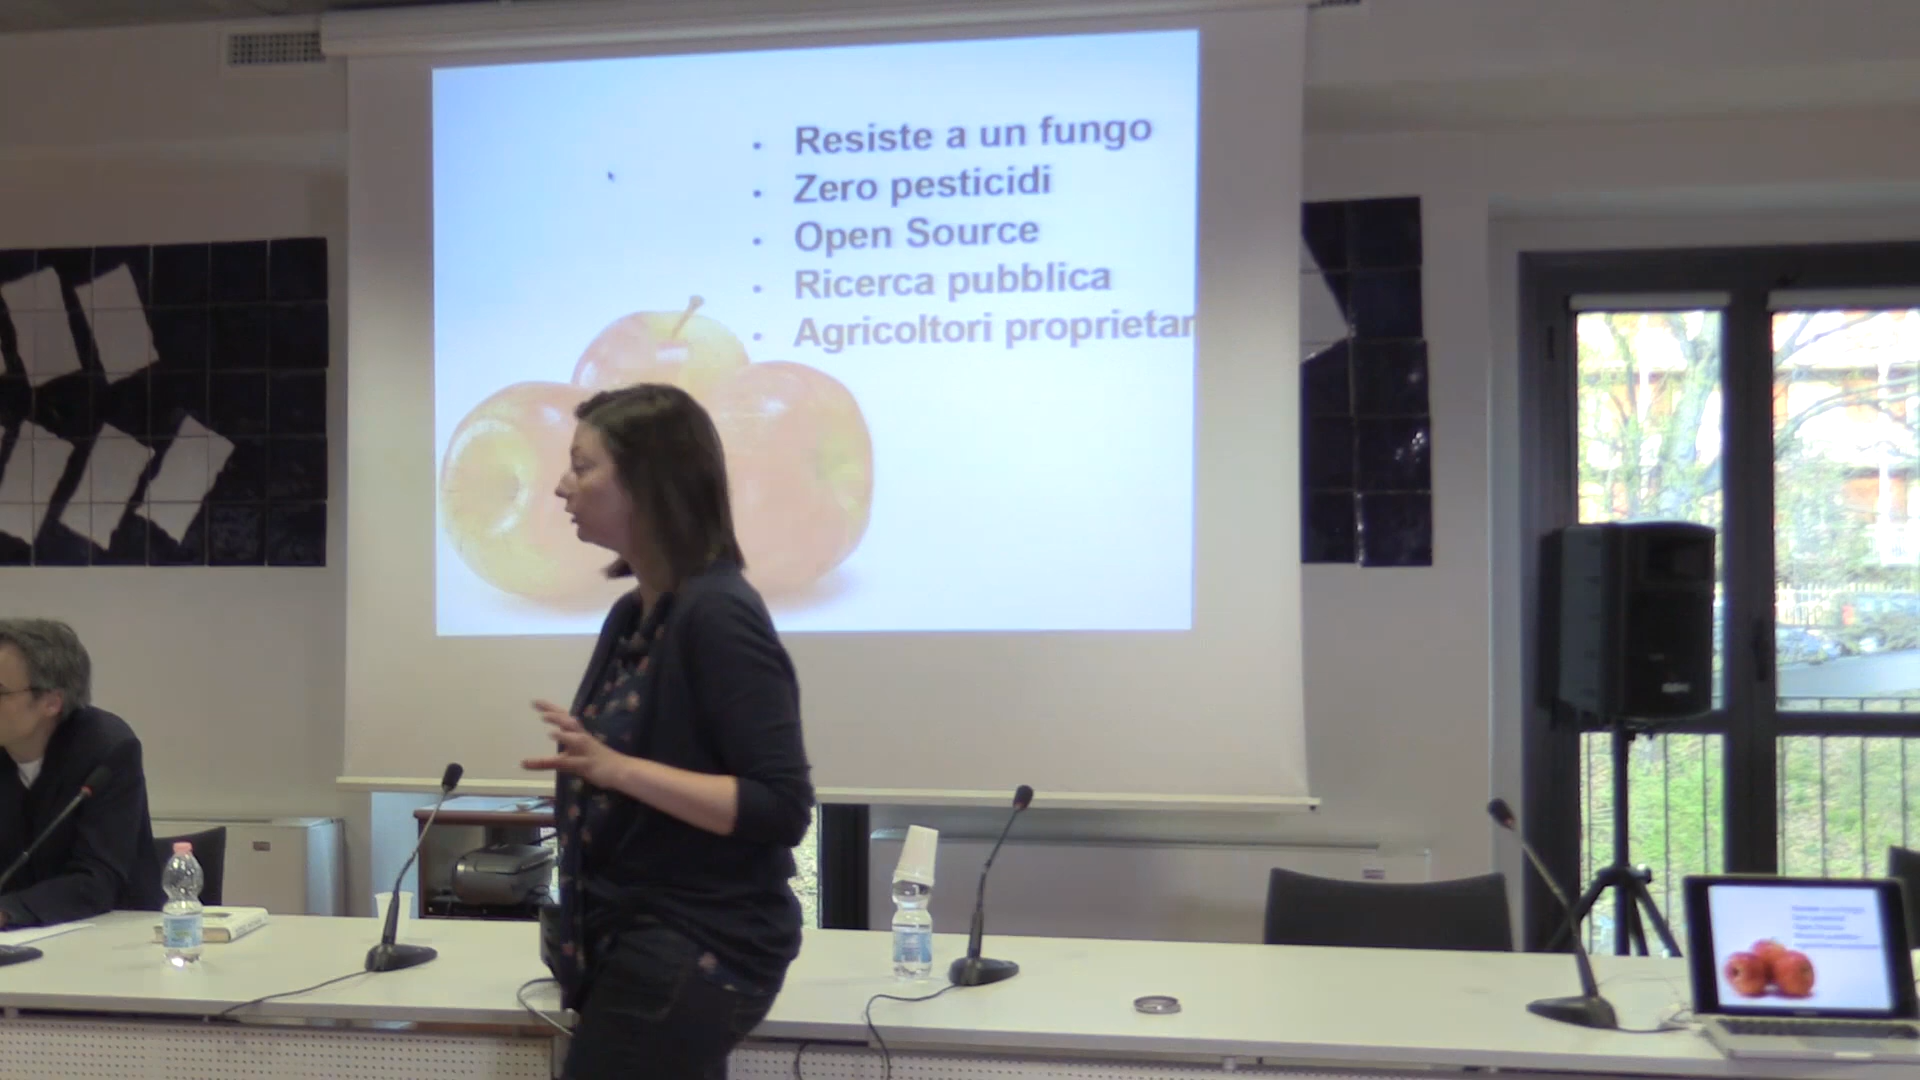 Resiste a un fungo
Zero pesticidi
Open Source
Ricerca pubblica
Agricoltori proprietar